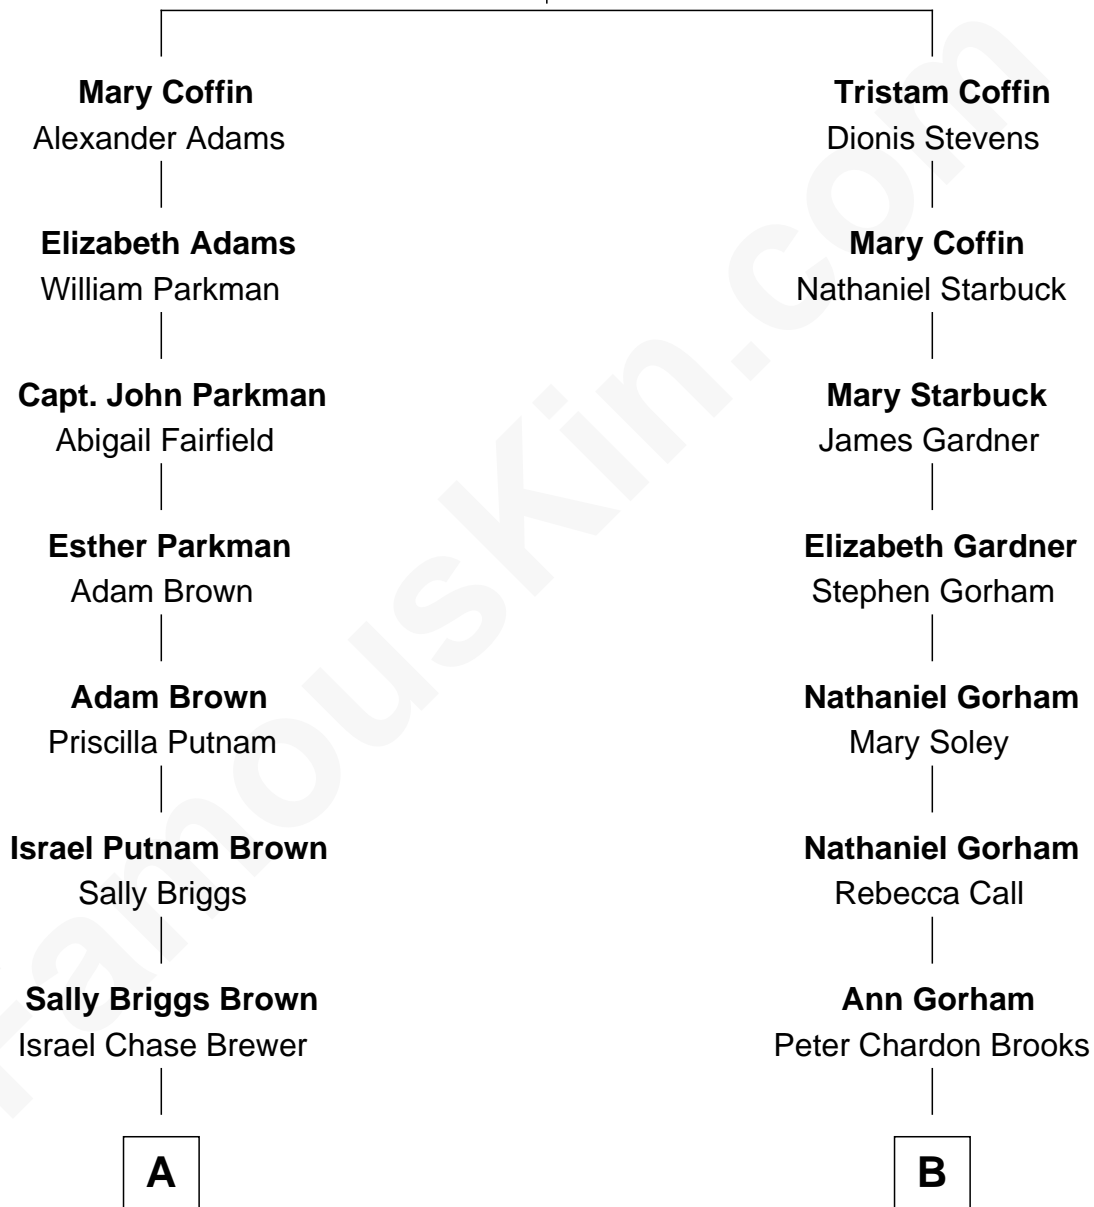 Mary Coffin
Alexander Adams
Elizabeth Adams
William Parkman
Capt. John Parkman
Abigail Fairfield
Esther Parkman
Adam Brown
Adam Brown
Priscilla Putnam
Israel Putnam Brown
Sally Briggs
Sally Briggs Brown
Israel Chase Brewer
A
Tristam Coffin
Dionis Stevens
Mary Coffin
Nathaniel Starbuck
Mary Starbuck
James Gardner
Elizabeth Gardner
Stephen Gorham
Nathaniel Gorham
Mary Soley
Nathaniel Gorham
Rebecca Call
Ann Gorham
Peter Chardon Brooks
B
FamousKin.com